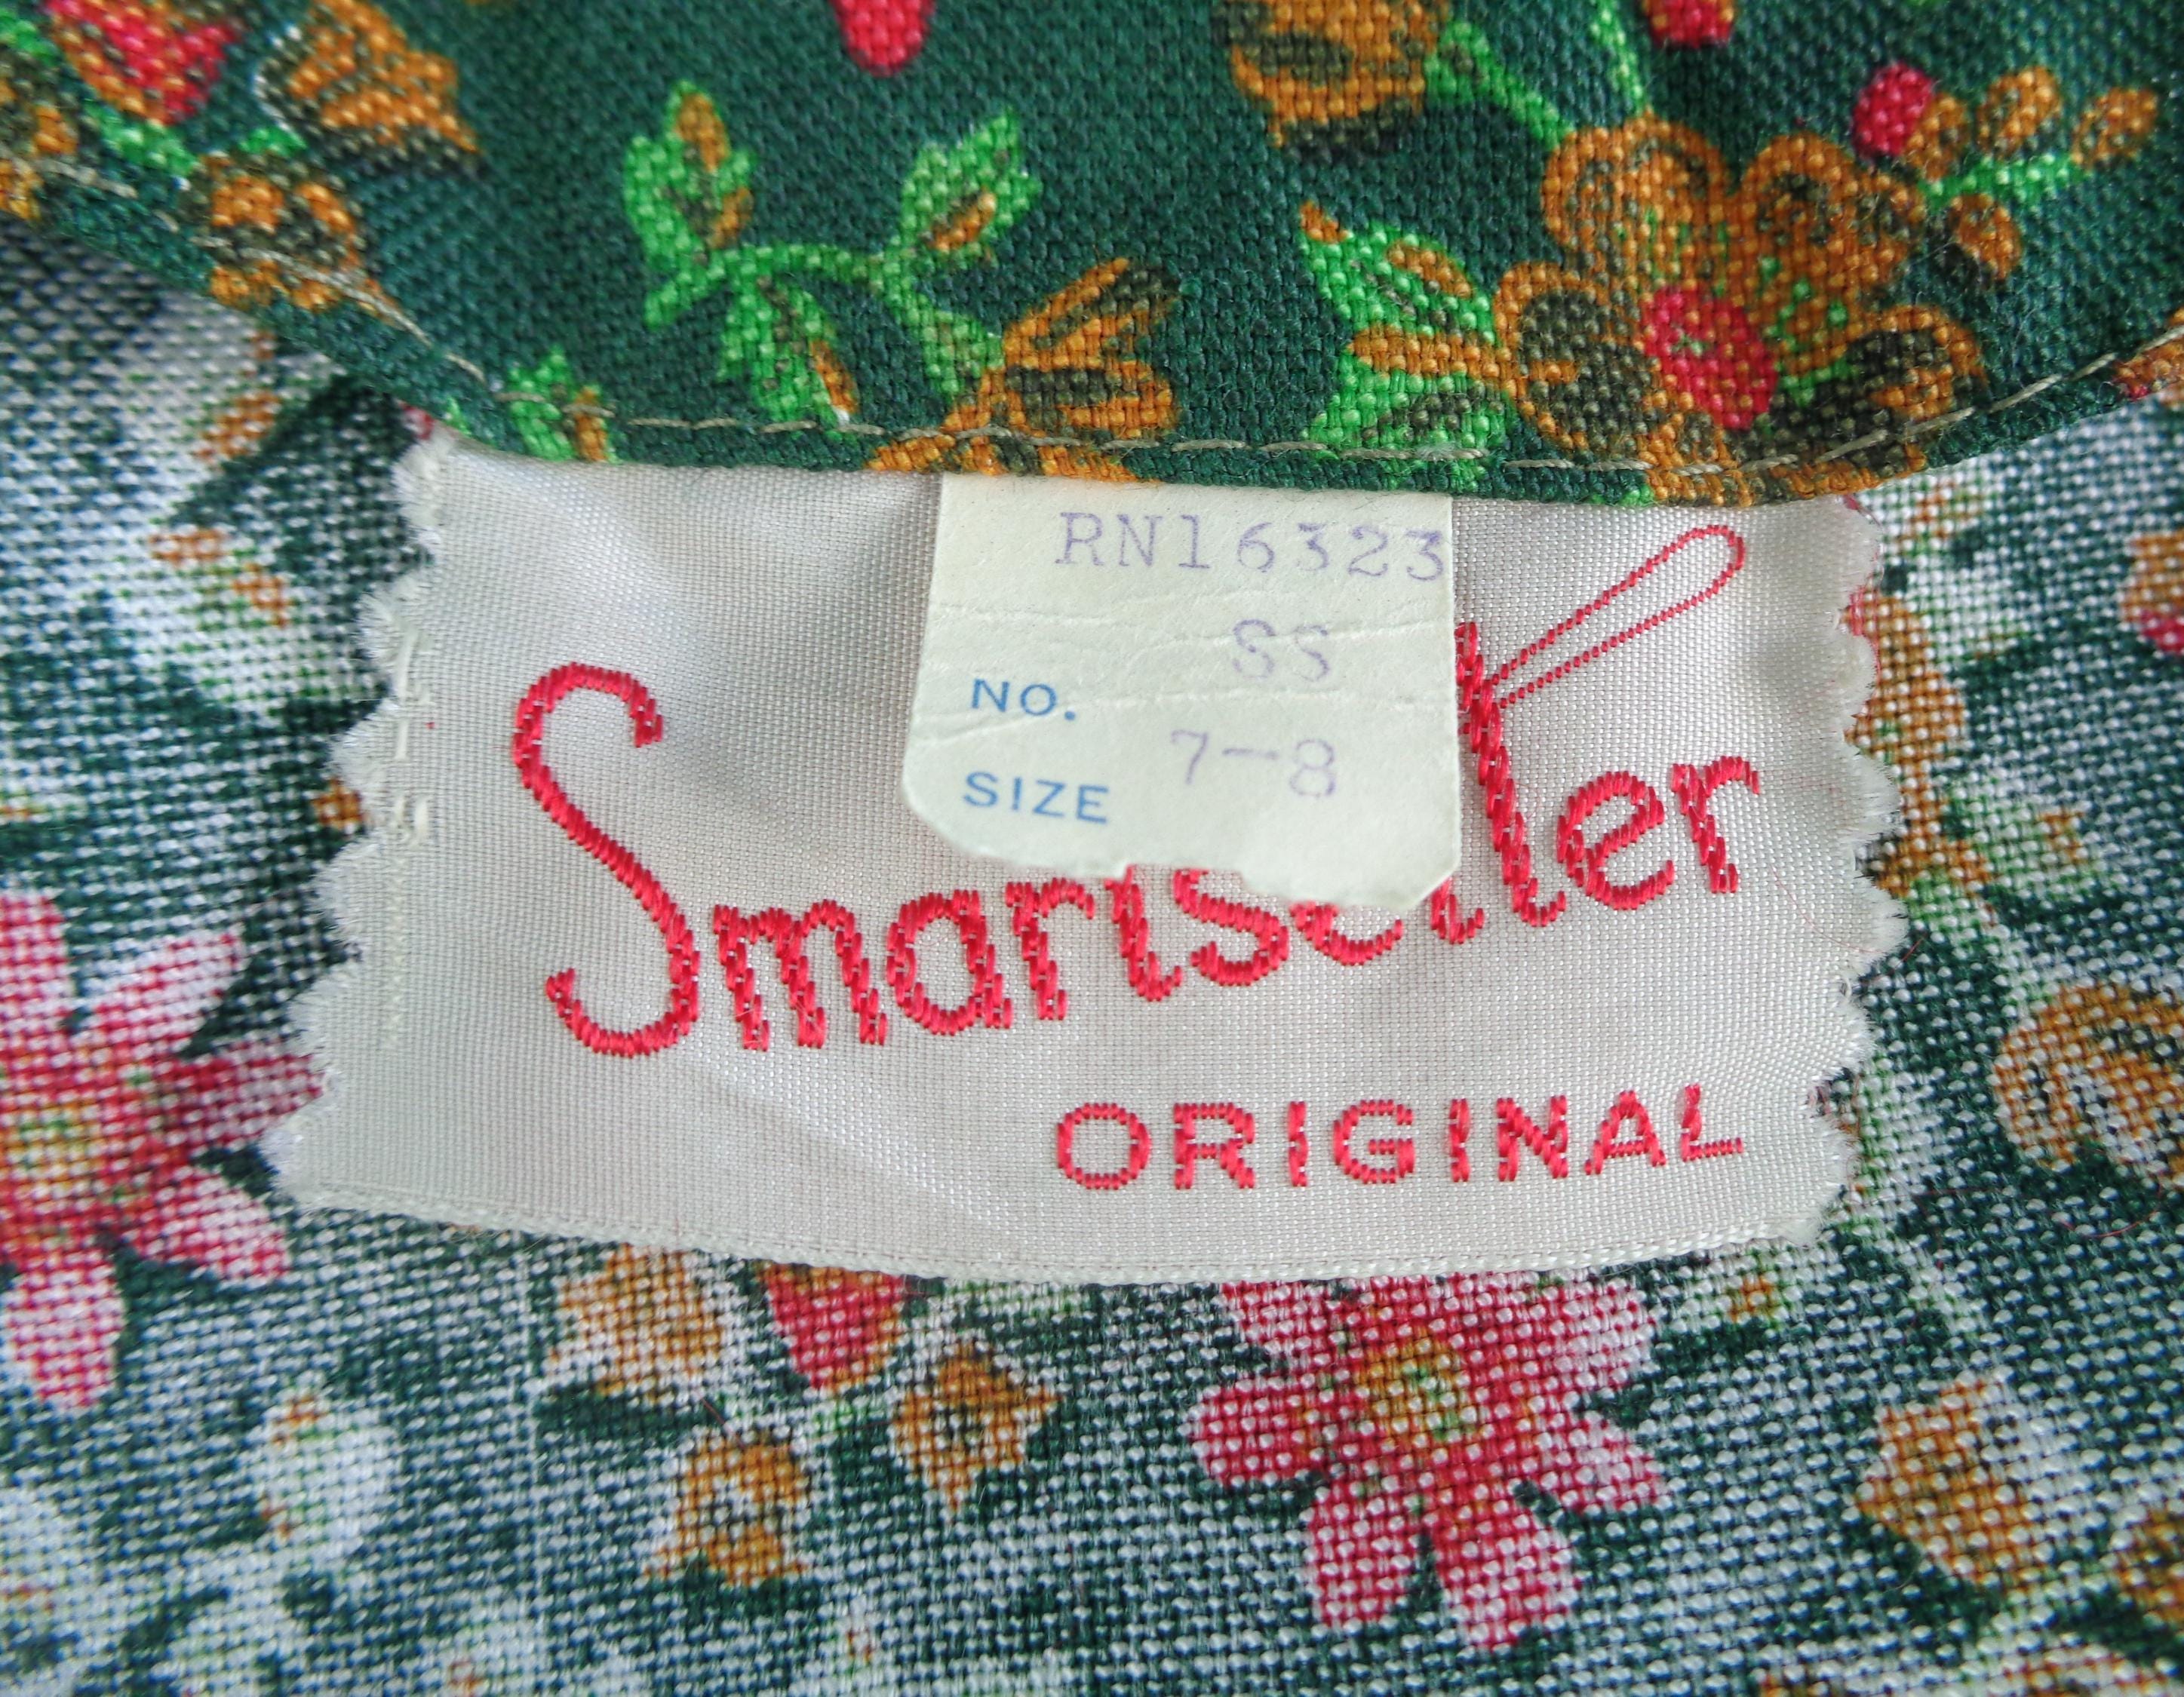 RN16323
NO. SS
SIZE 7-8
Smartsetter
ORIGINAL